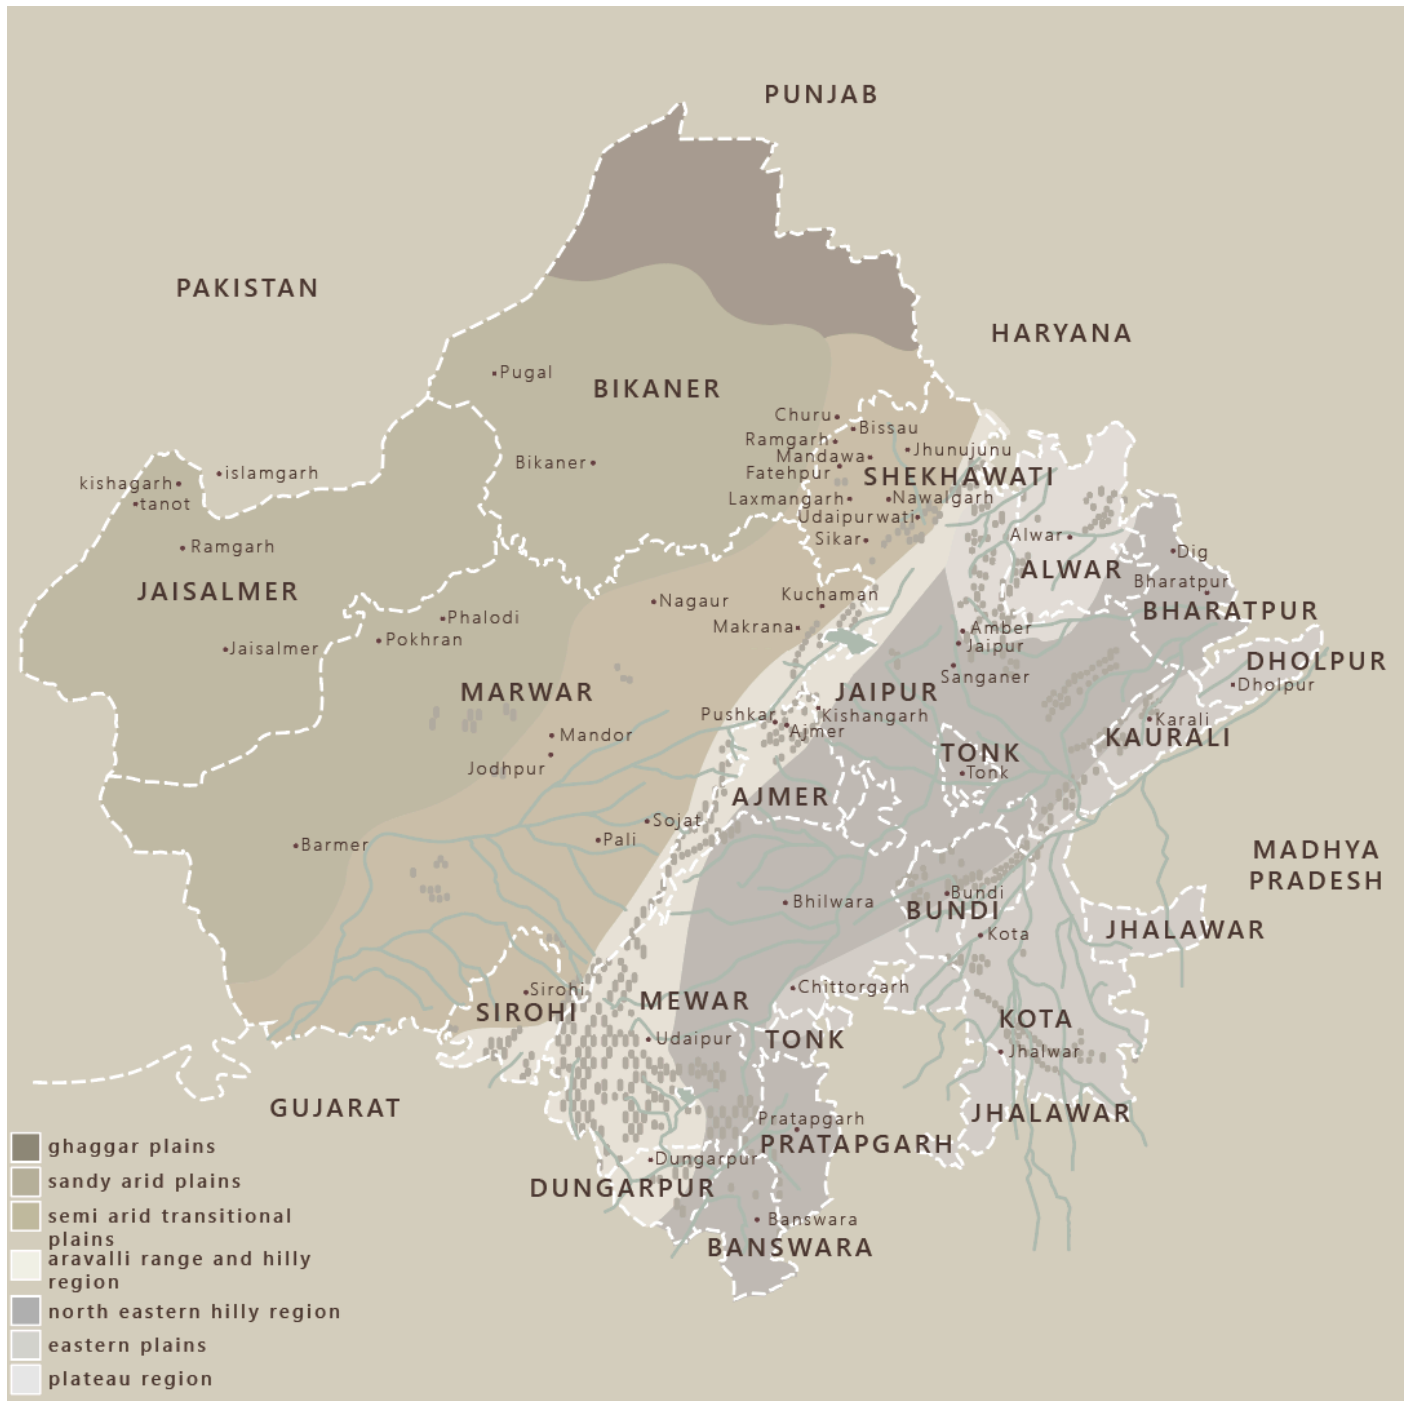 PUNJAB
PAKISTAN
HARYANA
Pugal
BIKANER
Churu
Bissau
Ramgarh
Jhunujunu
Mandawa
Bikaner
Fatehpur
SHEKHAWATI
islamgarh
kishagarh
tanot
Laxmangarh
Nawalgarh
Udaipurwati
Sikar
Alwar
Ramgarh
Dig
ALWAR
JAISALMER
Bharatpur
Kuchaman
Nagaur
BHARATPUR
Phalodi
Makrana
Amber
Pokhran
Jaipur
Jaisalmer
DHOLPUR
Sanganer
Dholpur
MARWAR
JAIPUR
Pushkar
Kishangarh
Karali
Ajmer
KAURALI
Mandor
TONK
Jodhpur
Tonk
AJMER
Sojat
Pali
Barmer
MADHYA
PRADESH
Bundi
Bhilwara
BUNDI
JHALAWAR
Kota
Chittorgarh
Sirohi
MEWAR
SIROHI
KOTA
Udaipur
TONK
Jhalwar
GUJARAT
JHALAWAR
Pratapgarh
PRATAPGARH
Dungarpur
DUNGARPUR
Banswara
BANSWARA
ghaggar plains
sandy arid plains
semi arid transitional
plains
aravalli range and hilly
region
north eastern hilly region
eastern plains
plateau region